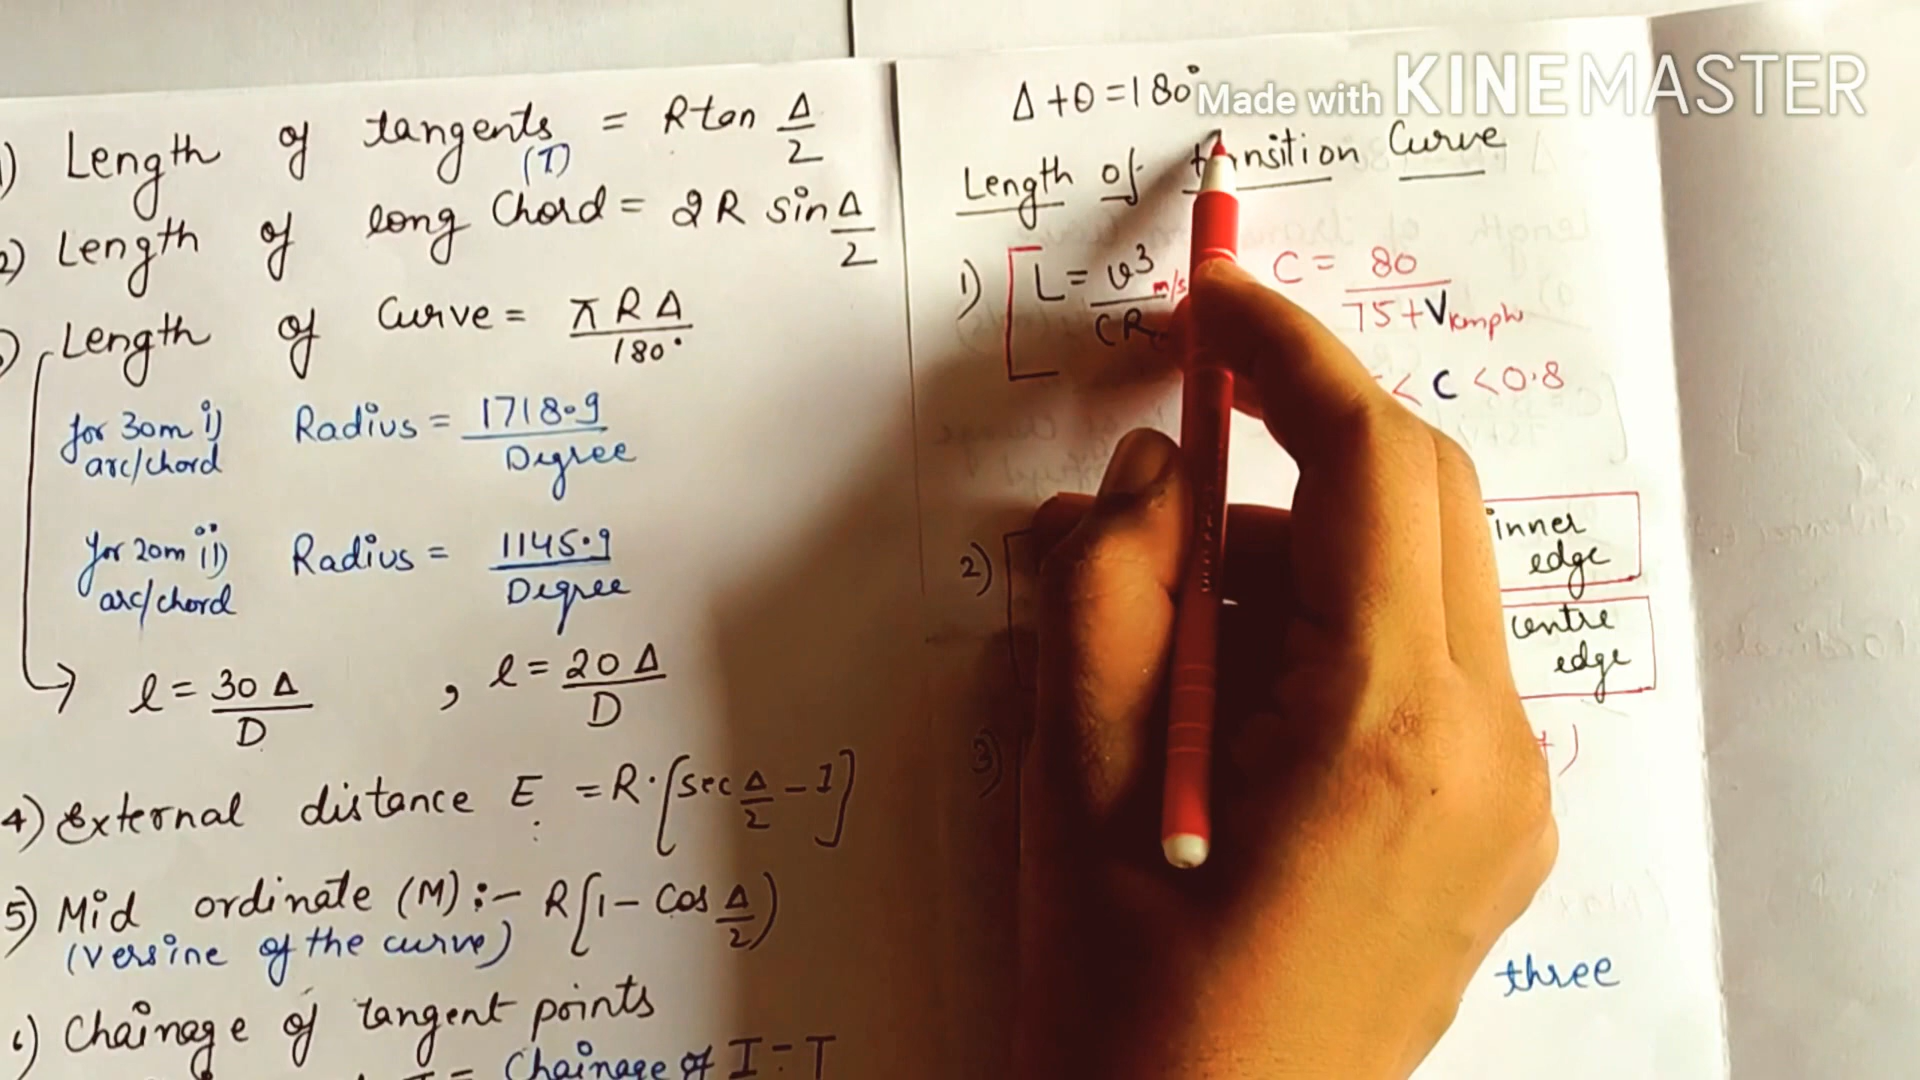 1) Length of tangents = R tan Δ/2
(T)
2) Length of long Chord = 2R sin Δ/2
) Length of Curve = πRΔ/180°
for 30m i) Radius = 1718.9/Degree
arc/chord
for 20m ii) Radius = 1145.9/Degree
arc/chord
l = 30Δ/D , l = 20Δ/D
4) External distance E = R.[sec Δ/2 - 1]
5) Mid ordinate (M):- R[1 - Cos Δ/2)
(Versine of the curve)
6) Chainage of tangent points
= Chainage of I - T
Made with KINEMASTER
Δ+θ=180°
Length of Curve
1) L = v³ m/s / CR C = 80/75+V kmph
< C < 0.8
2)
inner
edge
centre
edge
3)
)
three